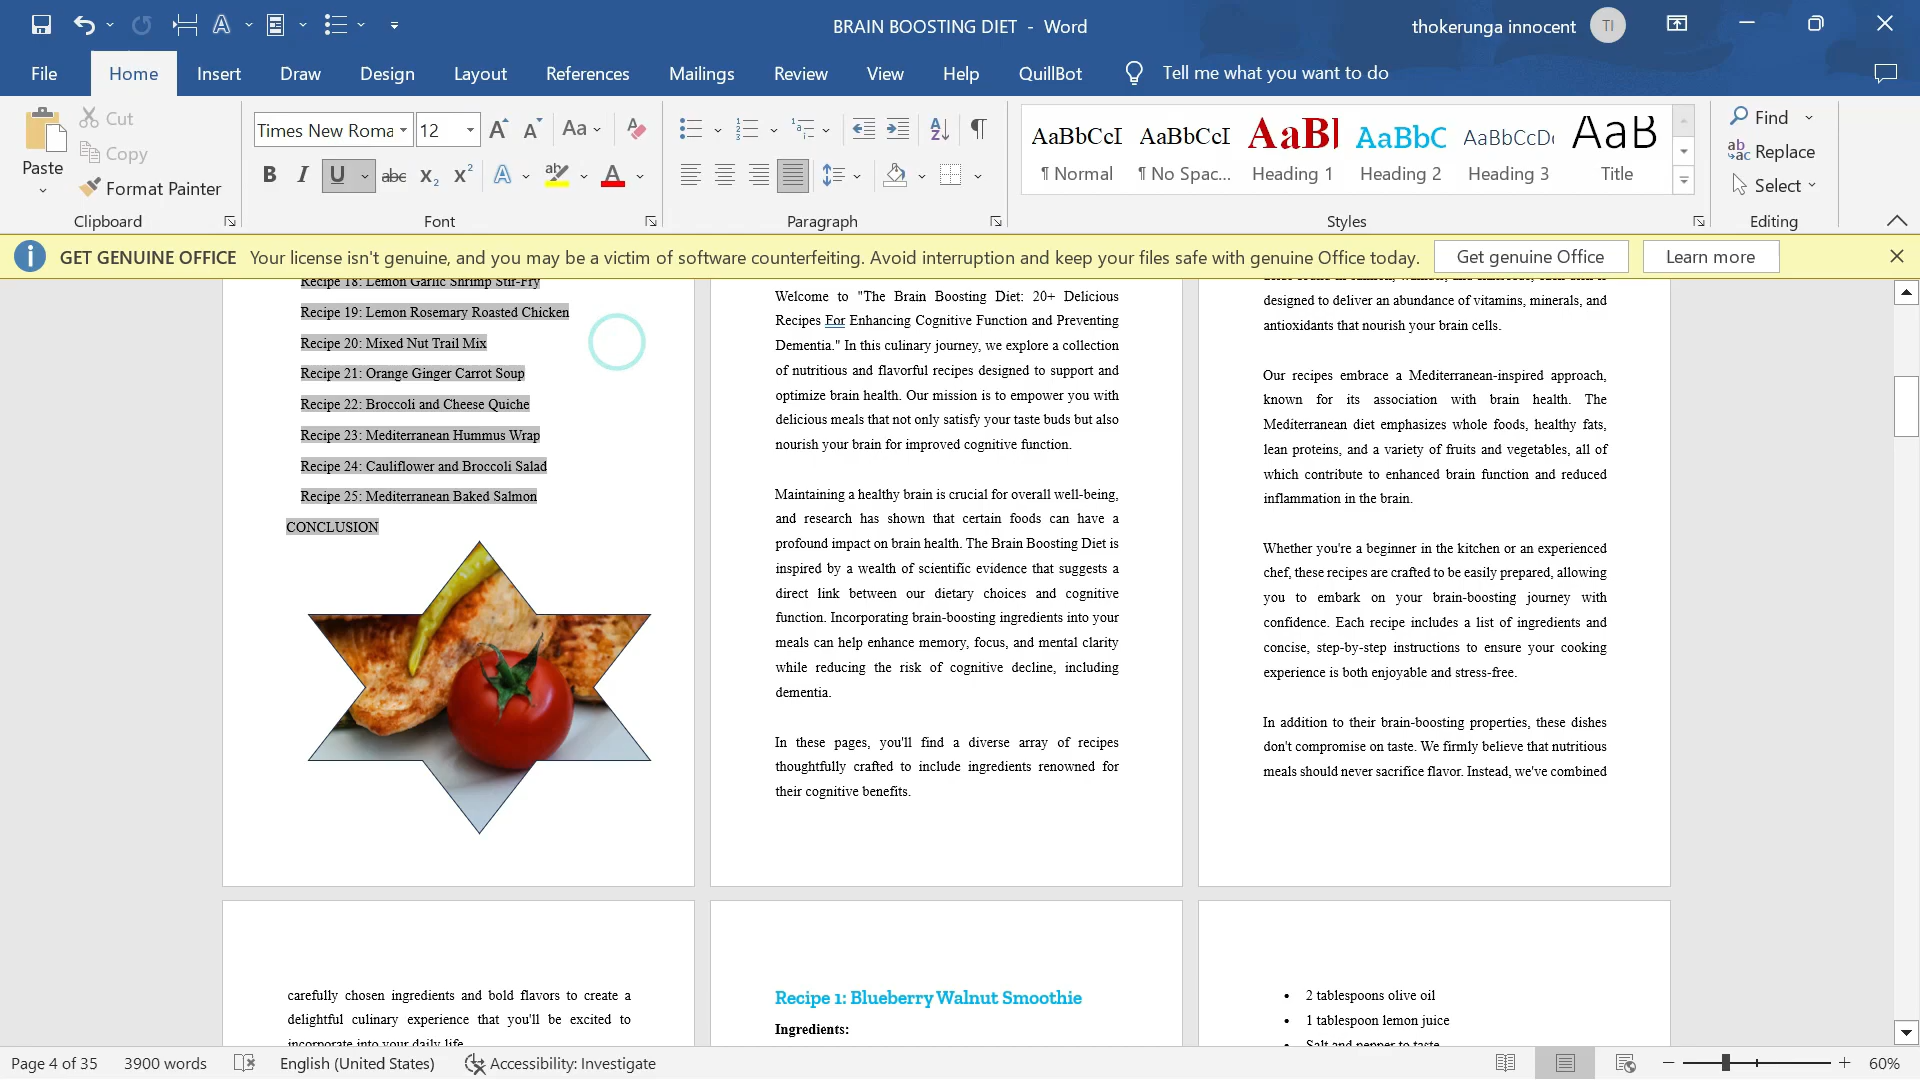 BRAIN BOOSTING DIET - Word
thokerunga innocent TI
File Home Insert Draw Design Layout References Mailings Review View Help QuillBot Tell me what you want to do
Paste
Cut
Copy
Format Painter
Clipboard
Times New Roma 12
Font
Paragraph
AaBbCcI AaBbCcI AaBl AaBbC AaBbCcDc AaB
¶ Normal ¶ No Spac... Heading 1 Heading 2 Heading 3 Title
Styles
Find
Replace
Select
Editing
GET GENUINE OFFICE Your license isn't genuine, and you may be a victim of software counterfeiting. Avoid interruption and keep your files safe with genuine Office today. Get genuine Office Learn more
Recipe 18: Lemon Garlic Shrimp Stir-Fry
Recipe 19: Lemon Rosemary Roasted Chicken
Recipe 20: Mixed Nut Trail Mix
Recipe 21: Orange Ginger Carrot Soup
Recipe 22: Broccoli and Cheese Quiche
Recipe 23: Mediterranean Hummus Wrap
Recipe 24: Cauliflower and Broccoli Salad
Recipe 25: Mediterranean Baked Salmon
CONCLUSION
Welcome to "The Brain Boosting Diet: 20+ Delicious
Recipes For Enhancing Cognitive Function and Preventing
Dementia." In this culinary journey, we explore a collection
of nutritious and flavorful recipes designed to support and
optimize brain health. Our mission is to empower you with
delicious meals that not only satisfy your taste buds but also
nourish your brain for improved cognitive function.
Maintaining a healthy brain is crucial for overall well-being,
and research has shown that certain foods can have a
profound impact on brain health. The Brain Boosting Diet is
inspired by a wealth of scientific evidence that suggests a
direct link between our dietary choices and cognitive
function. Incorporating brain-boosting ingredients into your
meals can help enhance memory, focus, and mental clarity
while reducing the risk of cognitive decline, including
dementia.
In these pages, you'll find a diverse array of recipes
thoughtfully crafted to include ingredients renowned for
their cognitive benefits.
designed to deliver an abundance of vitamins, minerals, and
antioxidants that nourish your brain cells.
Our recipes embrace a Mediterranean-inspired approach,
known for its association with brain health. The
Mediterranean diet emphasizes whole foods, healthy fats,
lean proteins, and a variety of fruits and vegetables, all of
which contribute to enhanced brain function and reduced
inflammation in the brain.
Whether you're a beginner in the kitchen or an experienced
chef, these recipes are crafted to be easily prepared, allowing
you to embark on your brain-boosting journey with
confidence. Each recipe includes a list of ingredients and
concise, step-by-step instructions to ensure your cooking
experience is both enjoyable and stress-free.
In addition to their brain-boosting properties, these dishes
don't compromise on taste. We firmly believe that nutritious
meals should never sacrifice flavor. Instead, we've combined
carefully chosen ingredients and bold flavors to create a
delightful culinary experience that you'll be excited to
incorporate into your daily life.
Recipe 1: Blueberry Walnut Smoothie
Ingredients:
• 2 tablespoons olive oil
• 1 tablespoon lemon juice
• Salt and pepper to taste
Page 4 of 35 3900 words English (United States) Accessibility: Investigate 60%